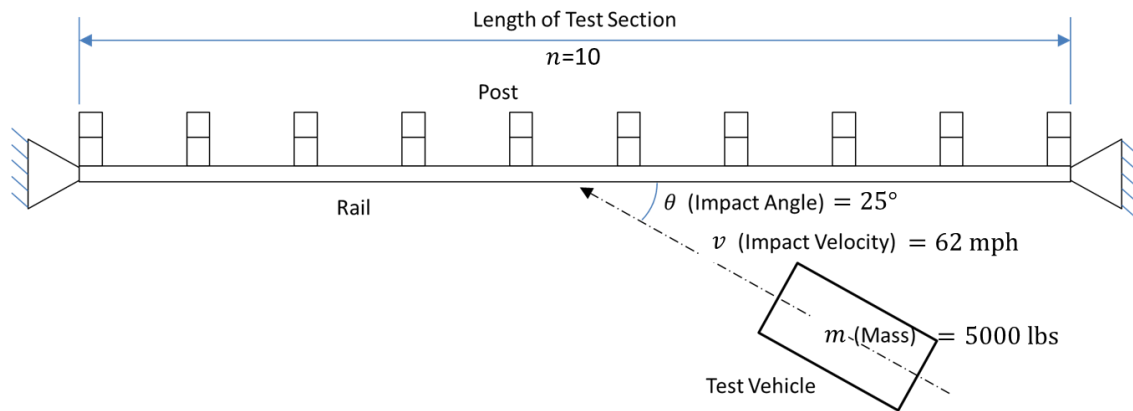 Length of Test Section
n=10
Post
Rail
θ (Impact Angle) = 25°
v (Impact Velocity) = 62 mph
m (Mass) = 5000 lbs
Test Vehicle